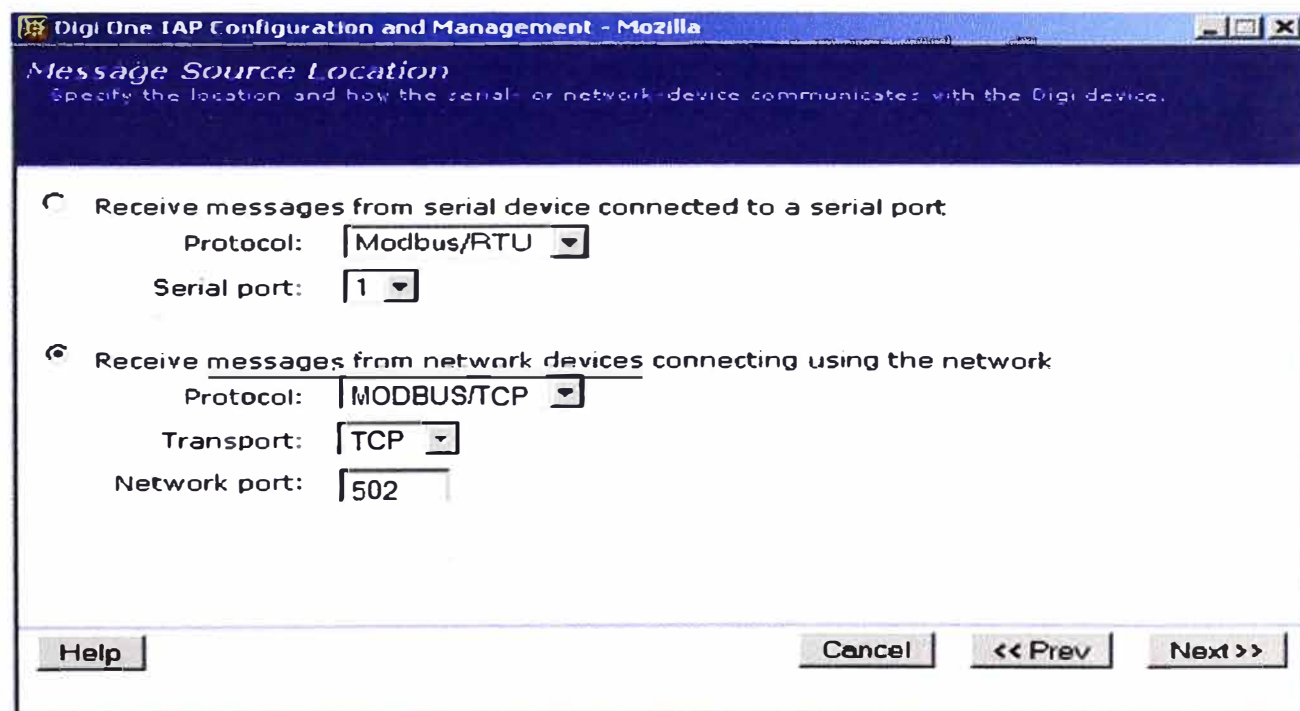 Digi One IAP Configuration and Management - Mozilla
Message Source Location
Specify the location and how the serial- or network-device communicates with the Digi device.
Receive messages from serial device connected to a serial port
Protocol: Modbus/RTU
Serial port: 1
Receive messages from network devices connecting using the network
Protocol: MODBUS/TCP
Transport: TCP
Network port: 502
Help Cancel << Prev Next >>